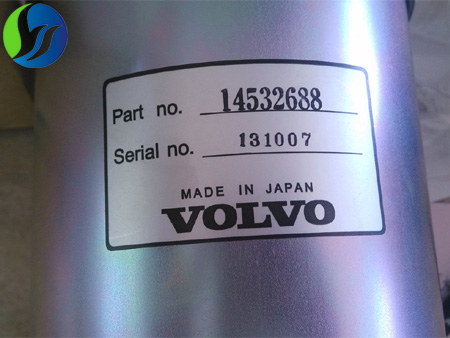 Part no. 14532688
Serial no. 131007
MADE IN JAPAN
VOLVO